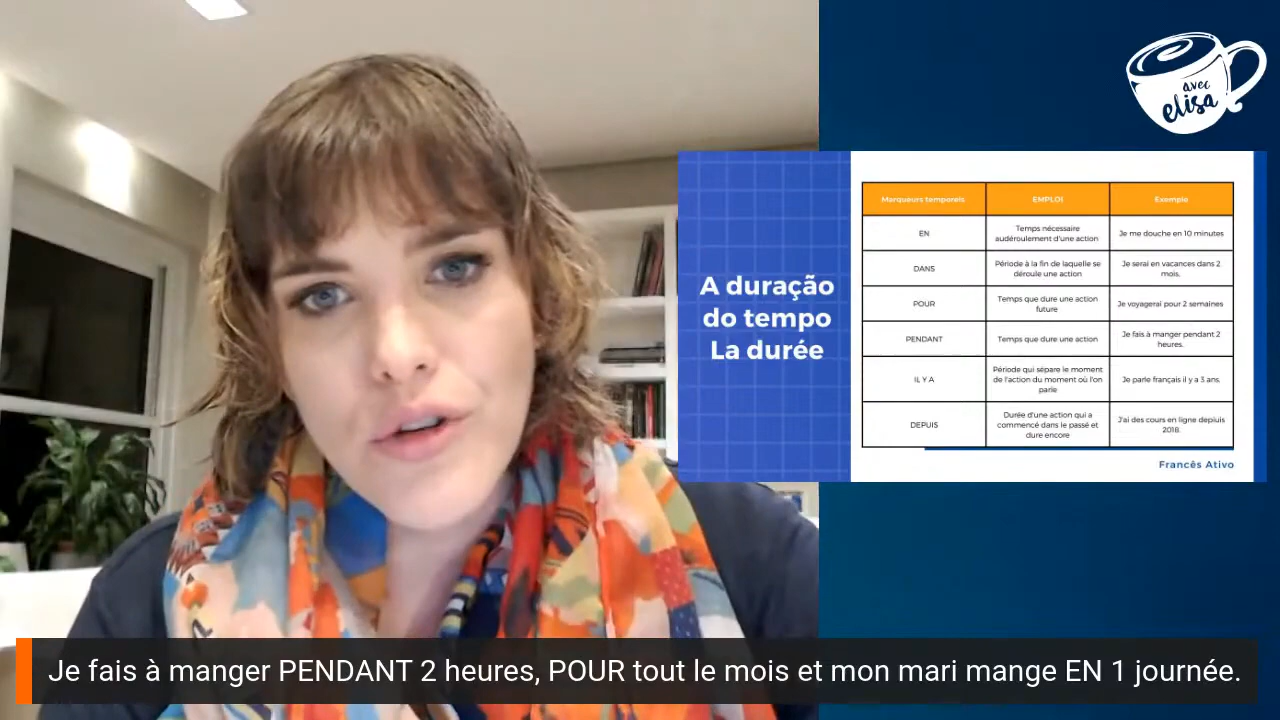 avec
elisa
A duração
do tempo
La durée
Marqueurs temporels
EMPLOI
Exemple
EN
Temps nécessaire
audéroulement d'une action
Je me douche en 10 minutes
DANS
Période à la fin de laquelle se
déroule une action
Je serai en vacances dans 2
mois.
POUR
Temps que dure une action
future
Je voyagerai pour 2 semaines
PENDANT
Temps que dure une action
Je fais à manger pendant 2
heures.
IL Y A
Période qui sépare le moment
de l'action du moment où l'on
parle
Je parle français il y a 3 ans.
DEPUIS
Durée d'une action qui a
commencé dans le passé et
dure encore
J'ai des cours en ligne depiuis
2018.
Francês Ativo
Je fais à manger PENDANT 2 heures, POUR tout le mois et mon mari mange EN 1 journée.